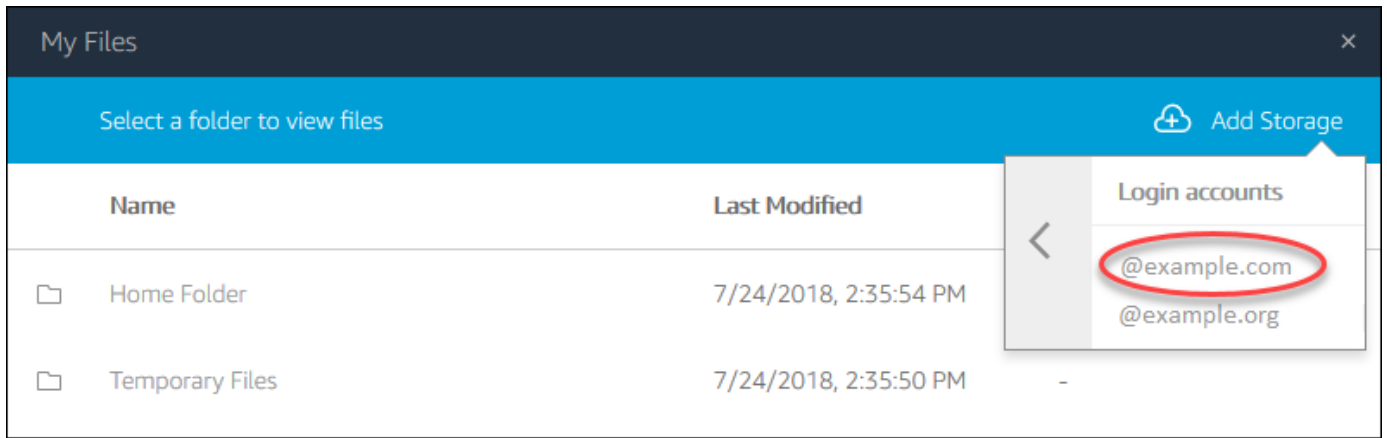 My Files ×
Select a folder to view files Add Storage
Name Last Modified
Login accounts
@example.com
@example.org
Home Folder 7/24/2018, 2:35:54 PM
Temporary Files 7/24/2018, 2:35:50 PM -